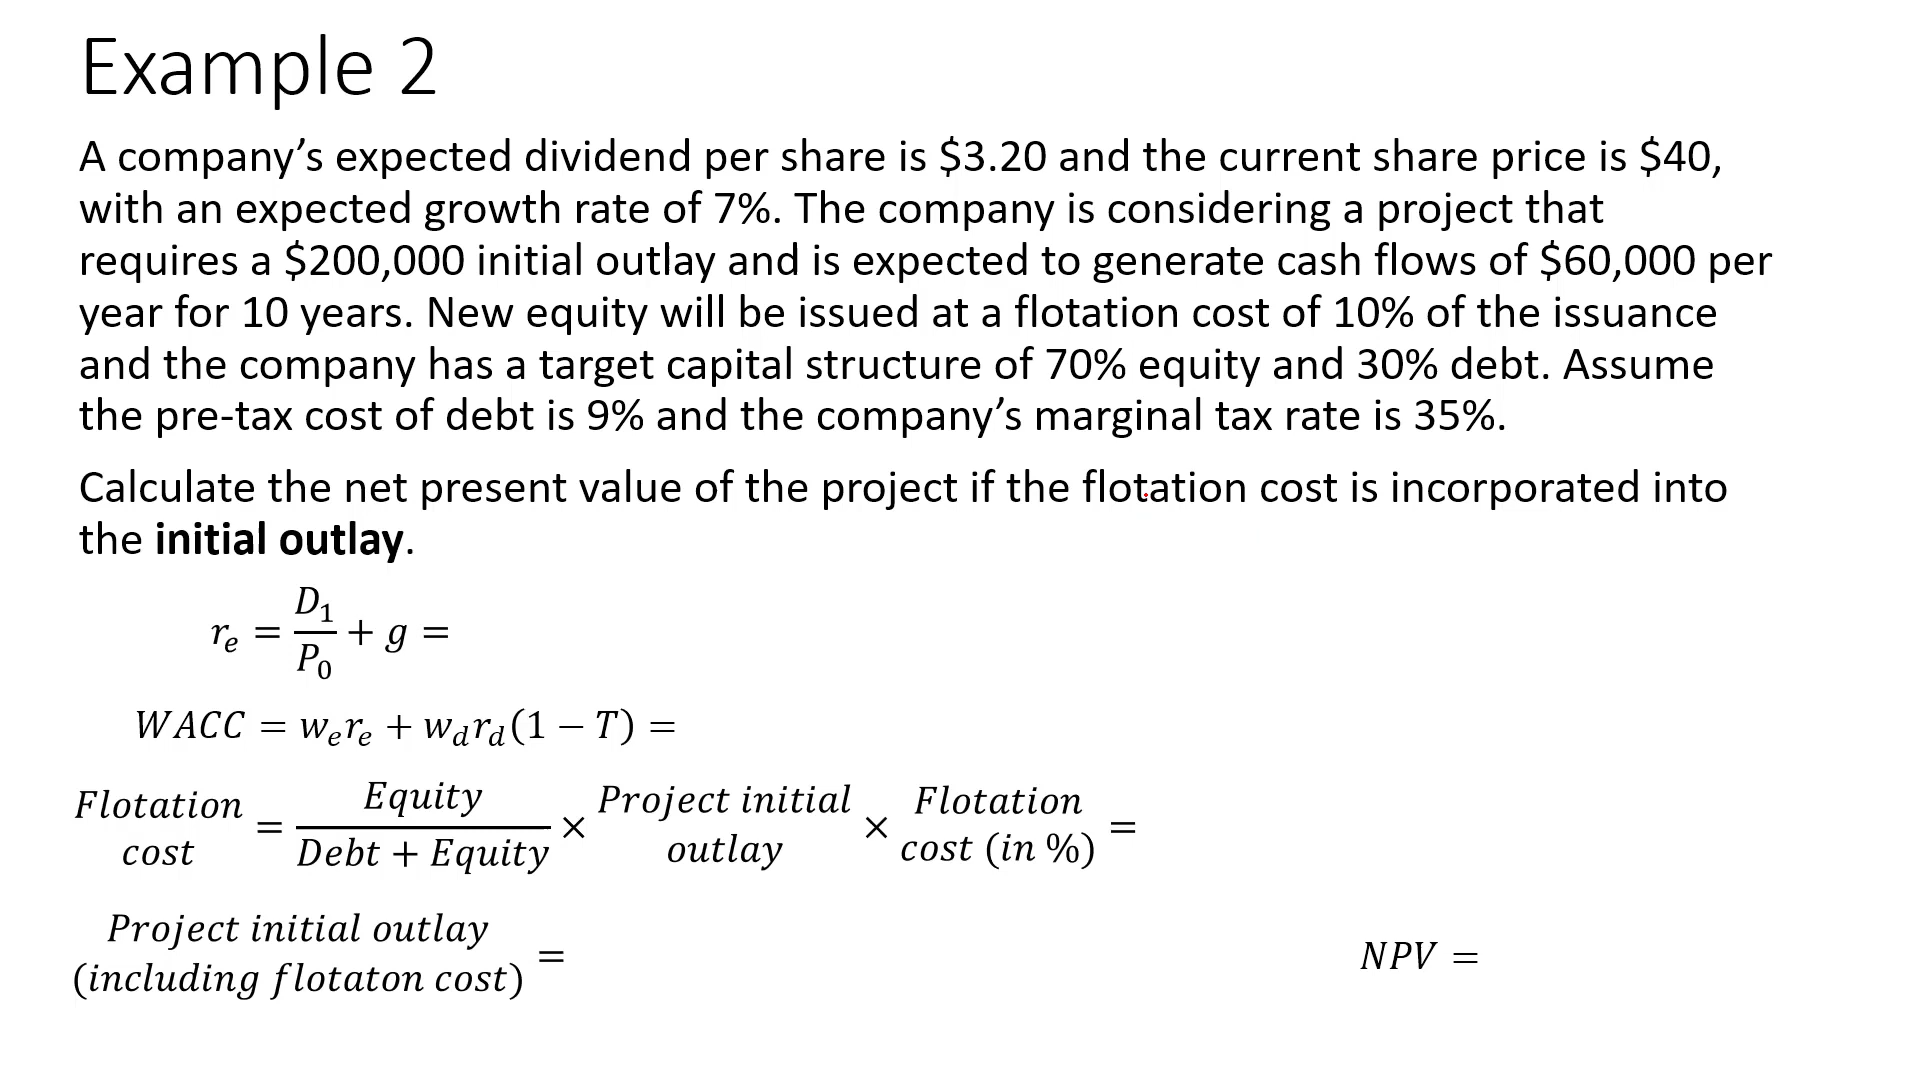 Example 2
A company’s expected dividend per share is $3.20 and the current share price is $40,
with an expected growth rate of 7%. The company is considering a project that
requires a $200,000 initial outlay and is expected to generate cash flows of $60,000 per
year for 10 years. New equity will be issued at a flotation cost of 10% of the issuance
and the company has a target capital structure of 70% equity and 30% debt. Assume
the pre-tax cost of debt is 9% and the company’s marginal tax rate is 35%.
Calculate the net present value of the project if the flotation cost is incorporated into
the initial outlay.
r_e = D_1 / P_0 + g =
WACC = w_e r_e + w_d r_d (1 − T) =
Flotation cost = Equity / (Debt + Equity) × Project initial outlay × Flotation cost (in %) =
Project initial outlay
(including flotaton cost) =
NPV =